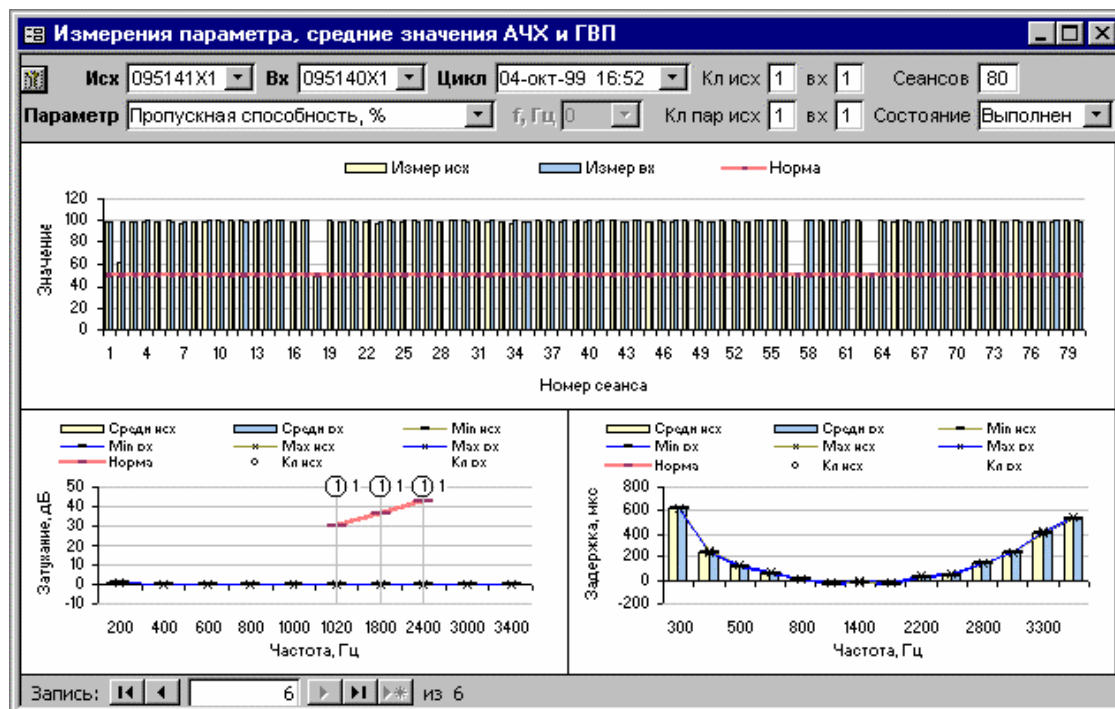 Измерения параметра, средние значения АЧХ и ГВП
Исх 095141X1 Вх 095140X1 Цикл 04-окт-99 16:52 Кл исх 1 вх 1 Сеансов 80
Параметр Пропускная способность, % f, Гц 0 Кл пар исх 1 вх 1 Состояние Выполнен
Измер исх Измер вх Норма
Значение
120
100
80
60
40
20
0
1 4 7 10 13 16 19 22 25 28 31 34 37 40 43 46 49 52 55 58 61 64 67 70 73 76 79
Номер сеанса
Средн исх Средн вх Min исх
Min вх Max исх Max вх
Норма Кл исх Кл вх
Затухание, дБ
50
40
30
20
10
0
-10
1 1 1 1 1 1
200 400 600 800 1000 1020 1800 2400 3000 3400
Частота, Гц
Средн исх Средн вх Min исх
Min вх Max исх Max вх
Норма Кл исх Кл вх
Задержка, мкс
800
600
400
200
0
-200
300 500 800 1400 2200 2800 3300
Частота, Гц
Запись: 6 из 6